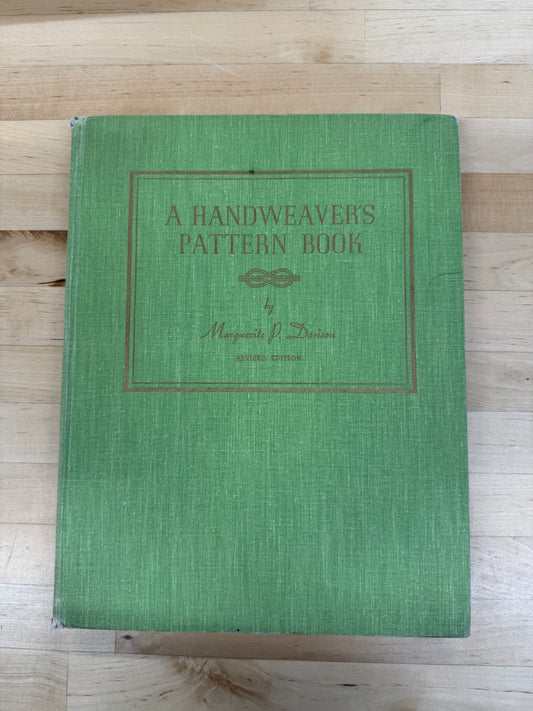 A HANDWEAVER'S
PATTERN BOOK
by
Marguerite P. Davison
REVISED EDITION